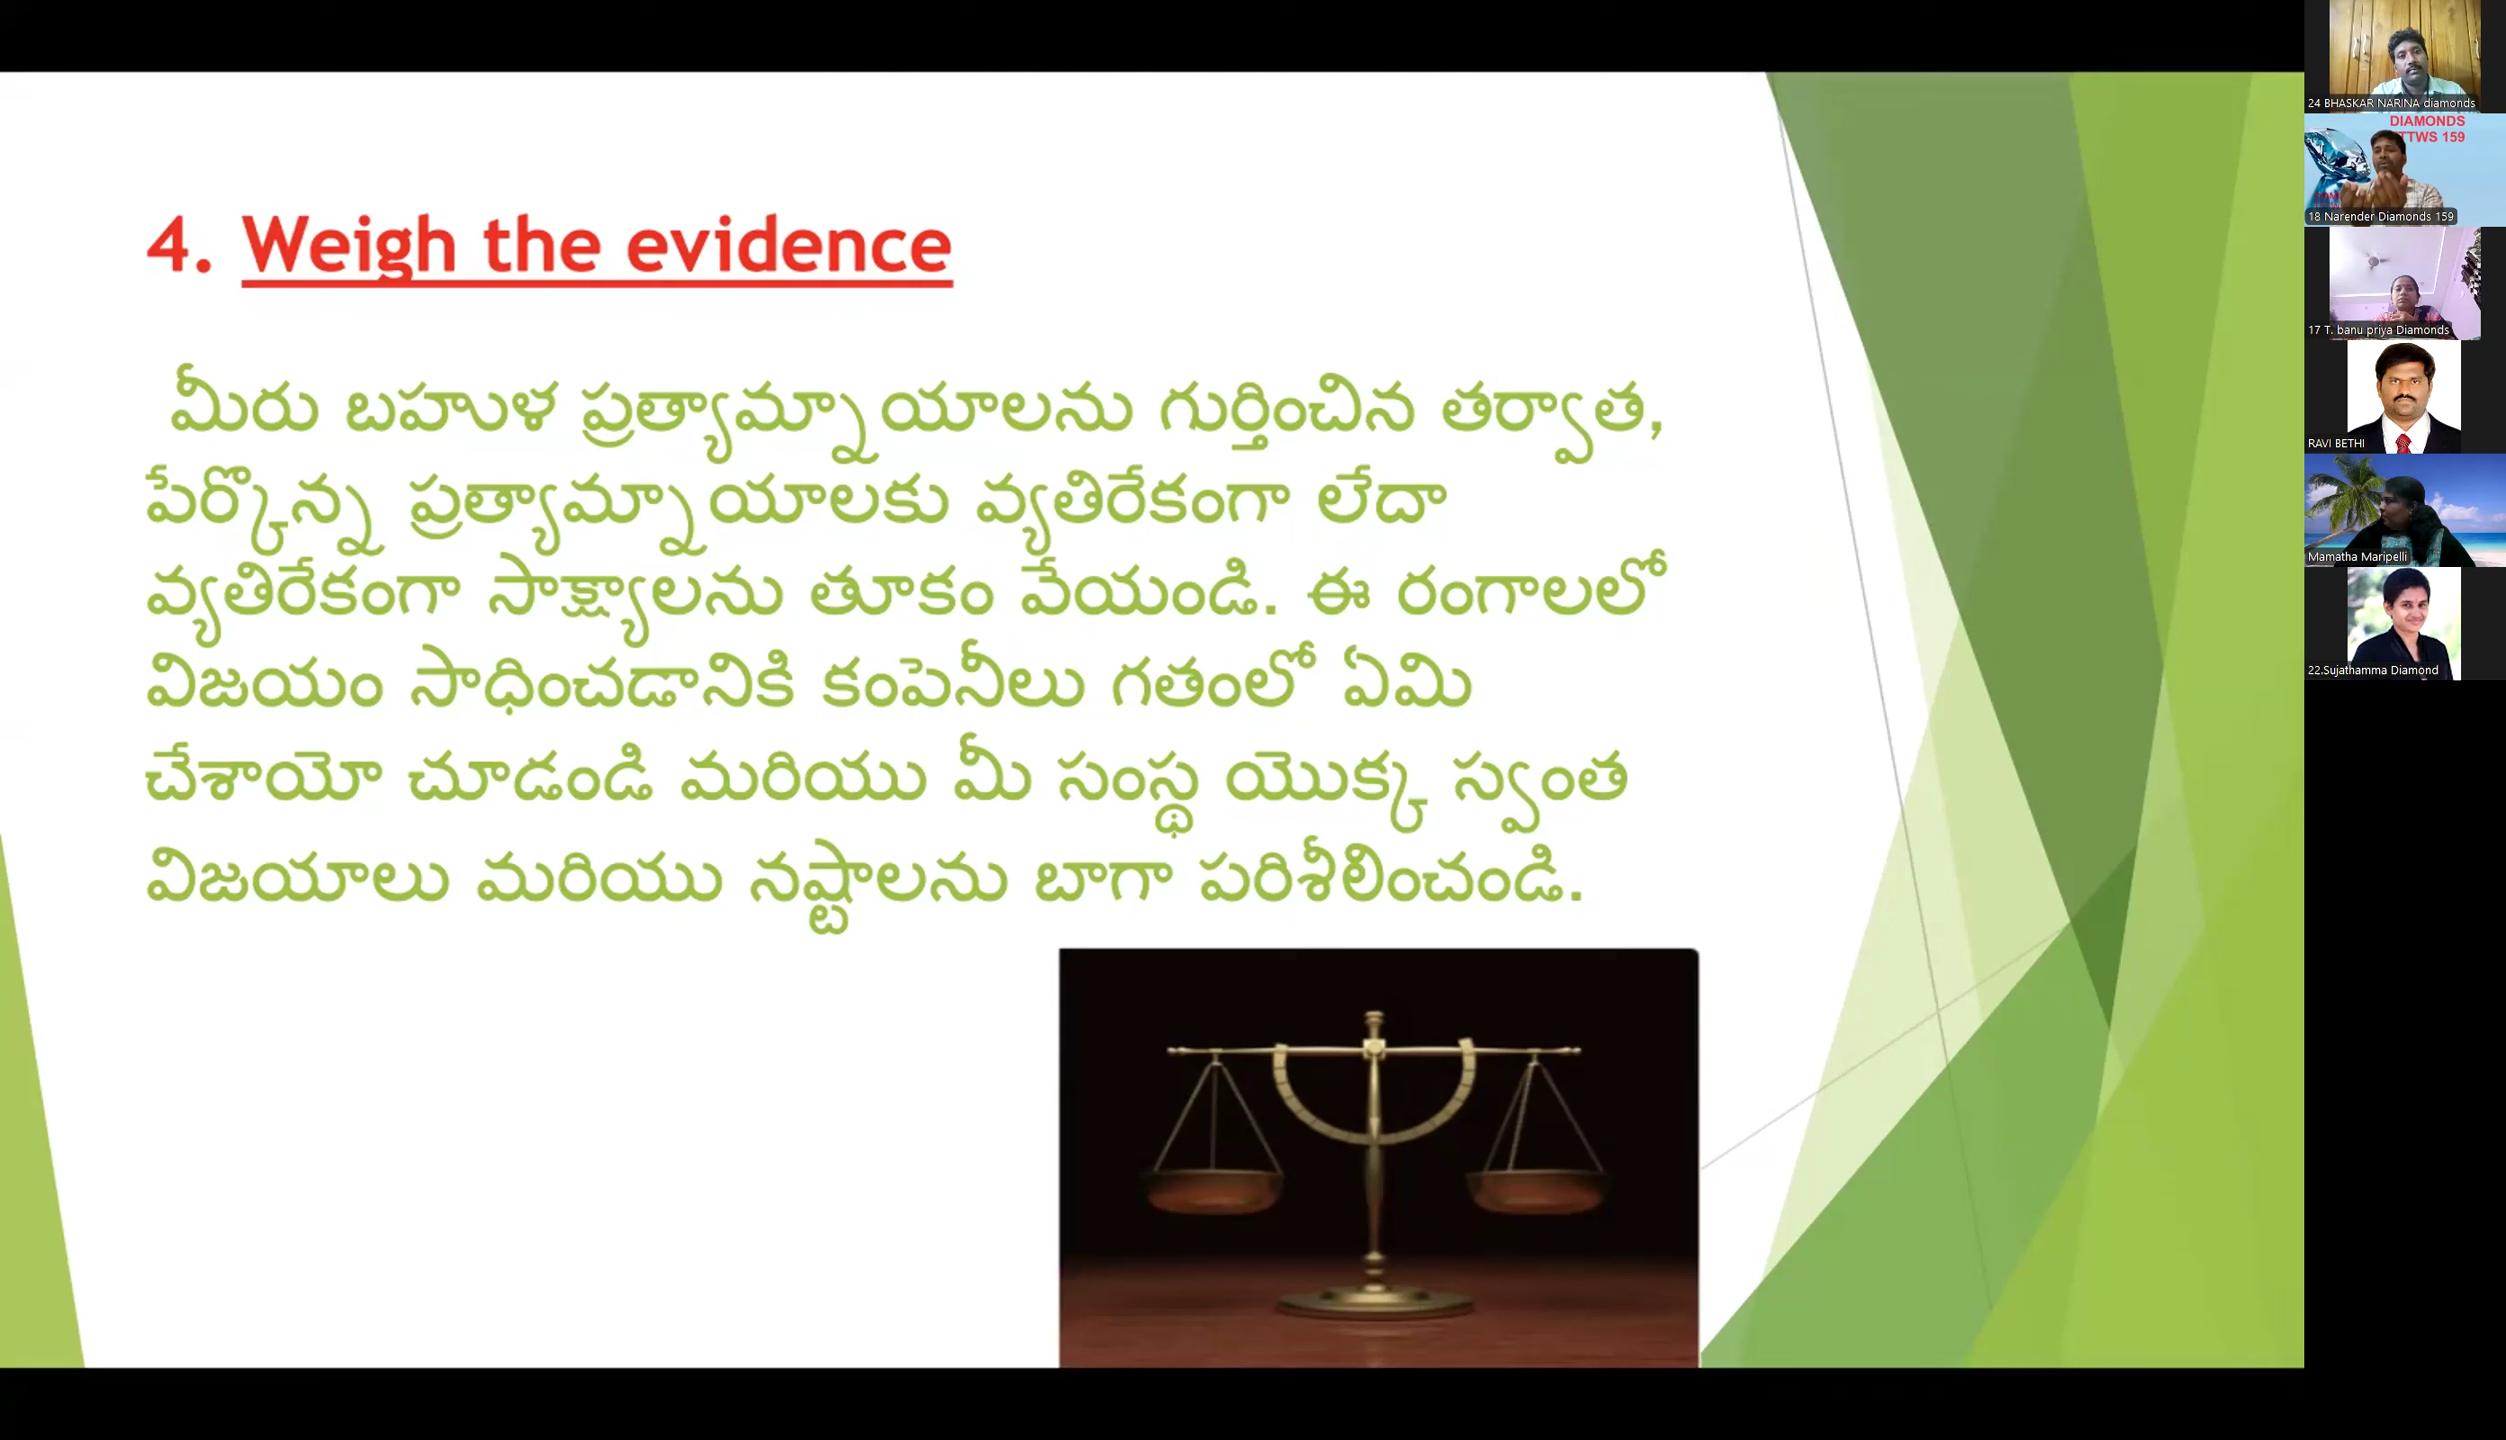 4. Weigh the evidence
మీరు బహుళ ప్రత్యామ్నాయాలను గుర్తించిన తర్వాత,
పేర్కొన్న ప్రత్యామ్నాయాలకు వ్యతిరేకంగా లేదా
వ్యతిరేకంగా సాక్ష్యాలను తూకం వేయండి. ఈ రంగాలలో
విజయం సాధించడానికి కంపెనీలు గతంలో ఏమి
చేశాయో చూడండి మరియు మీ సంస్థ యొక్క స్వంత
విజయాలు మరియు నష్టాలను బాగా పరిశీలించండి.
24 BHASKAR NARINA diamonds
DIAMONDS
TTWS 159
18 Narender Diamonds 159
17 T. banu priya Diamonds
RAVI BETHI
Mamatha Maripelli
22.Sujathamma Diamond